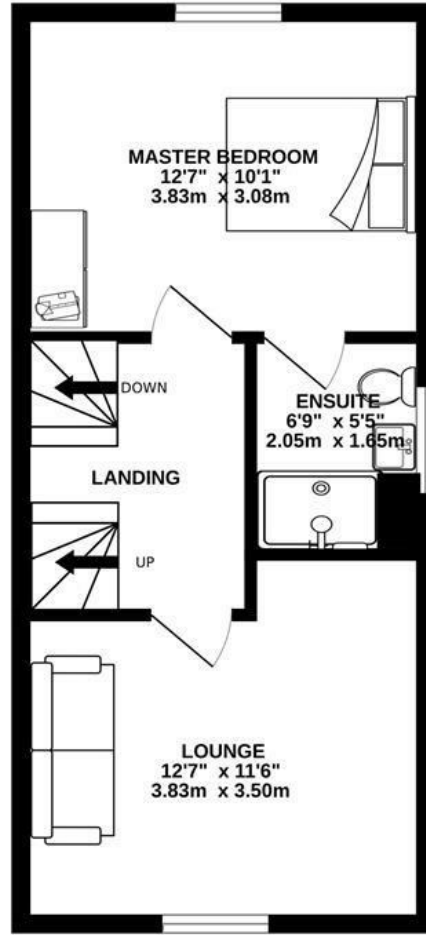 MASTER BEDROOM
12'7" x 10'1"
3.83m x 3.08m
DOWN
ENSUITE
6'9" x 5'5"
2.05m x 1.65m
LANDING
UP
LOUNGE
12'7" x 11'6"
3.83m x 3.50m